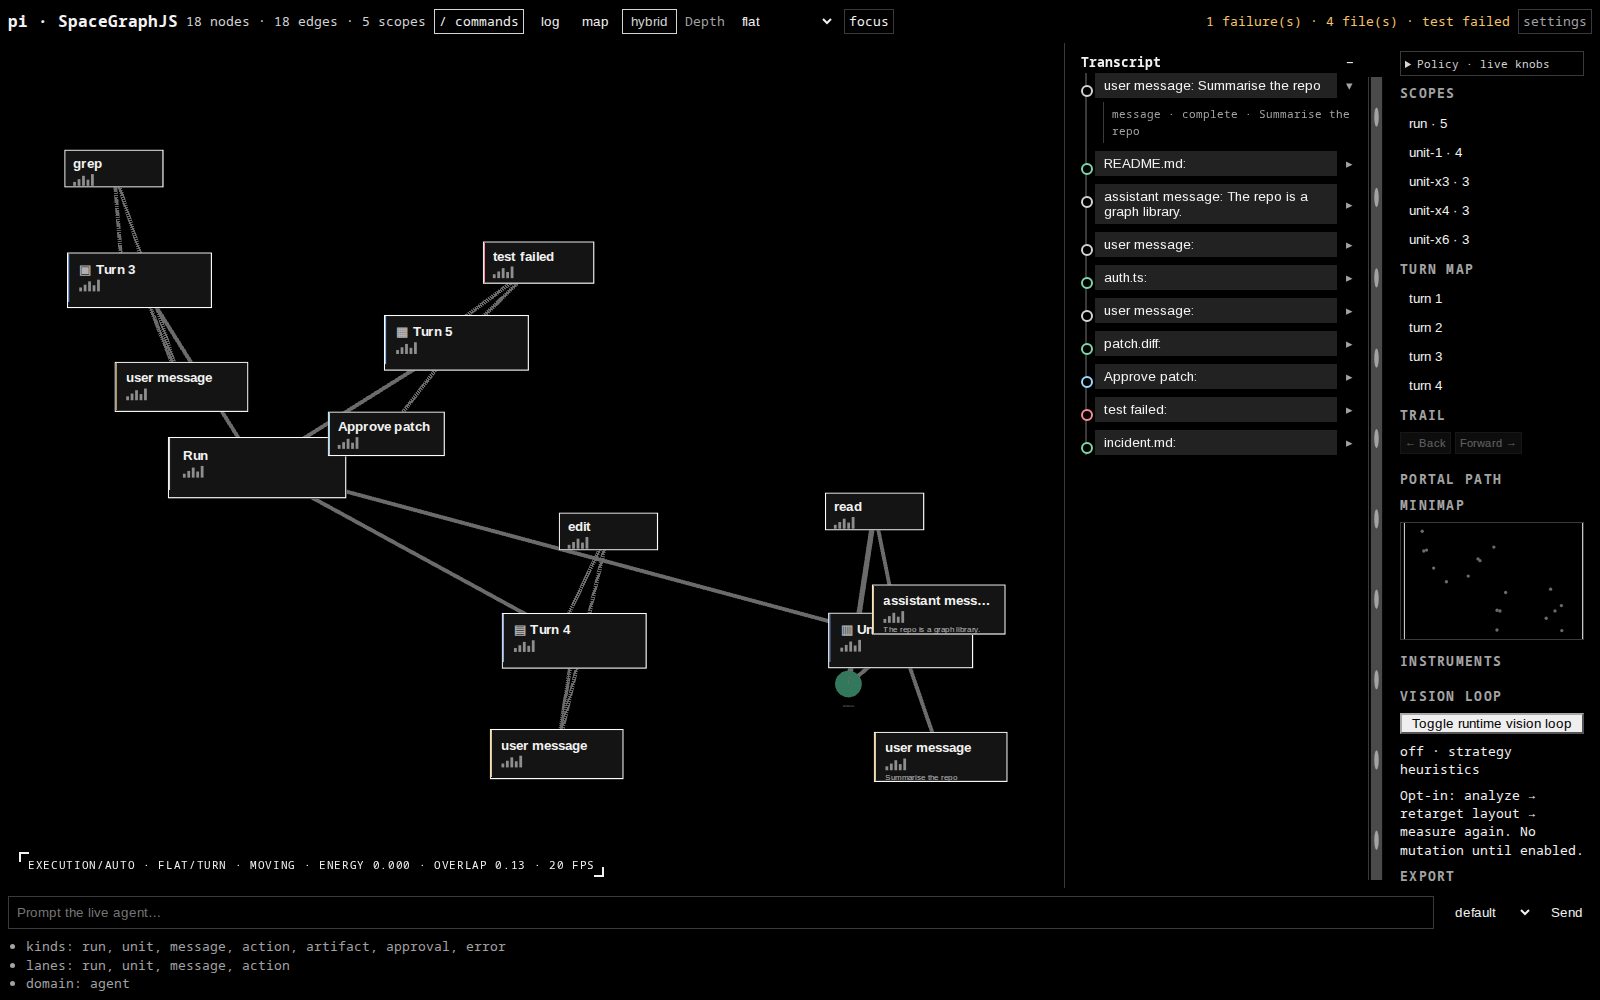 pi · SpaceGraphJS 18 nodes · 18 edges · 5 scopes / commands log map hybrid Depth flat focus 1 failure(s) · 4 file(s) · test failed settings
grep
Turn 3
user message
Run
test failed
Turn 5
Approve patch
edit
Turn 4
user message
read
assistant mess…
The repo is a graph library.
Un
user message
Summarise the repo
EXECUTION/AUTO · FLAT/TURN · MOVING · ENERGY 0.000 · OVERLAP 0.13 · 20 FPS
Transcript −
user message: Summarise the repo ▾
message · complete · Summarise the
repo
README.md: ▸
assistant message: The repo is a
graph library. ▸
user message: ▸
auth.ts: ▸
user message: ▸
patch.diff: ▸
Approve patch: ▸
test failed: ▸
incident.md: ▸
▸ Policy · live knobs
SCOPES
run · 5
unit-1 · 4
unit-x3 · 3
unit-x4 · 3
unit-x6 · 3
TURN MAP
turn 1
turn 2
turn 3
turn 4
TRAIL
← Back Forward →
PORTAL PATH
MINIMAP
INSTRUMENTS
VISION LOOP
Toggle runtime vision loop
off · strategy
heuristics
Opt-in: analyze →
retarget layout →
measure again. No
mutation until enabled.
EXPORT
Prompt the live agent… default Send
• kinds: run, unit, message, action, artifact, approval, error
• lanes: run, unit, message, action
• domain: agent